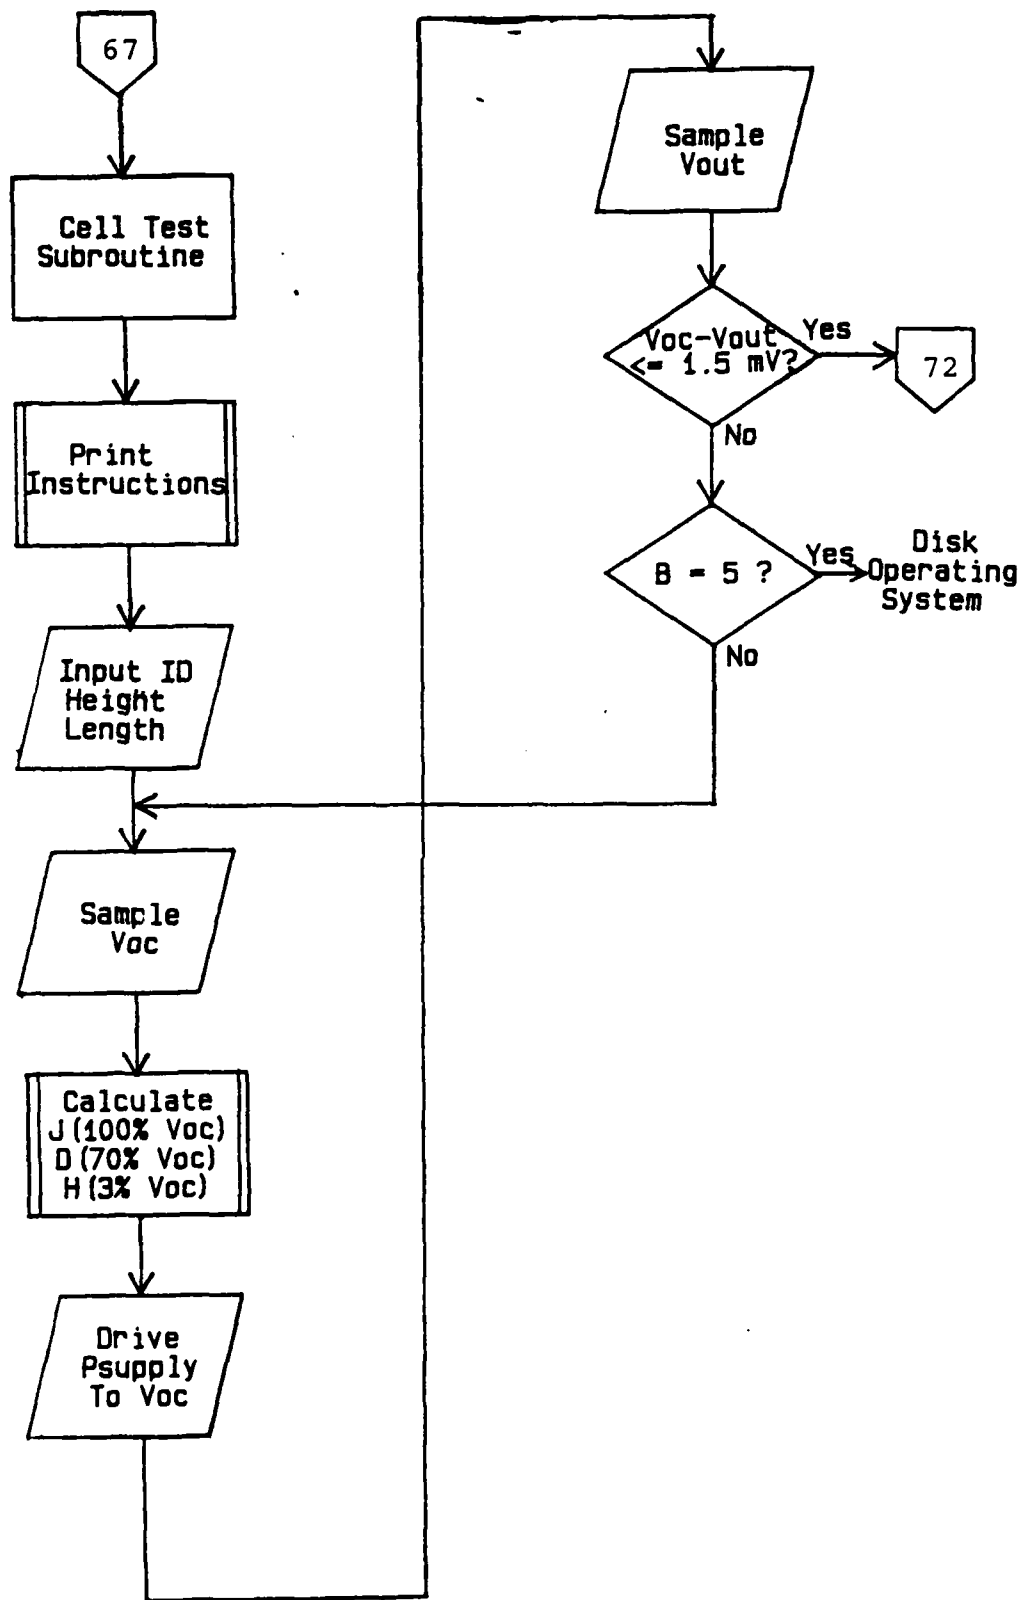 67
Cell Test
Subroutine
Print
Instructions
Input ID
Height
Length
Sample
Voc
Calculate
J(100% Voc)
D(70% Voc)
H(3% Voc)
Drive
Psupply
To Voc
Sample
Vout
Voc-Vout
<= 1.5 mV?
Yes
72
No
B = 5 ?
Yes
Disk
Operating
System
No